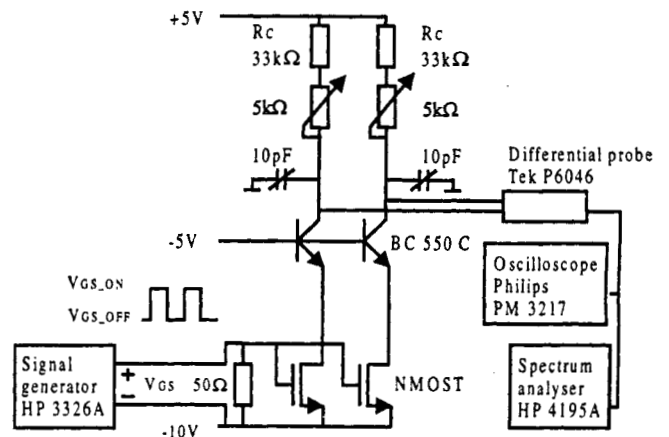 +5V
Rc
33kΩ
Rc
33kΩ
5kΩ
5kΩ
10pF
10pF
Differential probe
Tek P6046
-5V
BC 550 C
Oscilloscope
Philips
PM 3217
VGS_ON
VGS_OFF
Signal
generator
HP 3326A
+
−
VGS
50Ω
NMOST
Spectrum
analyser
HP 4195A
-10V